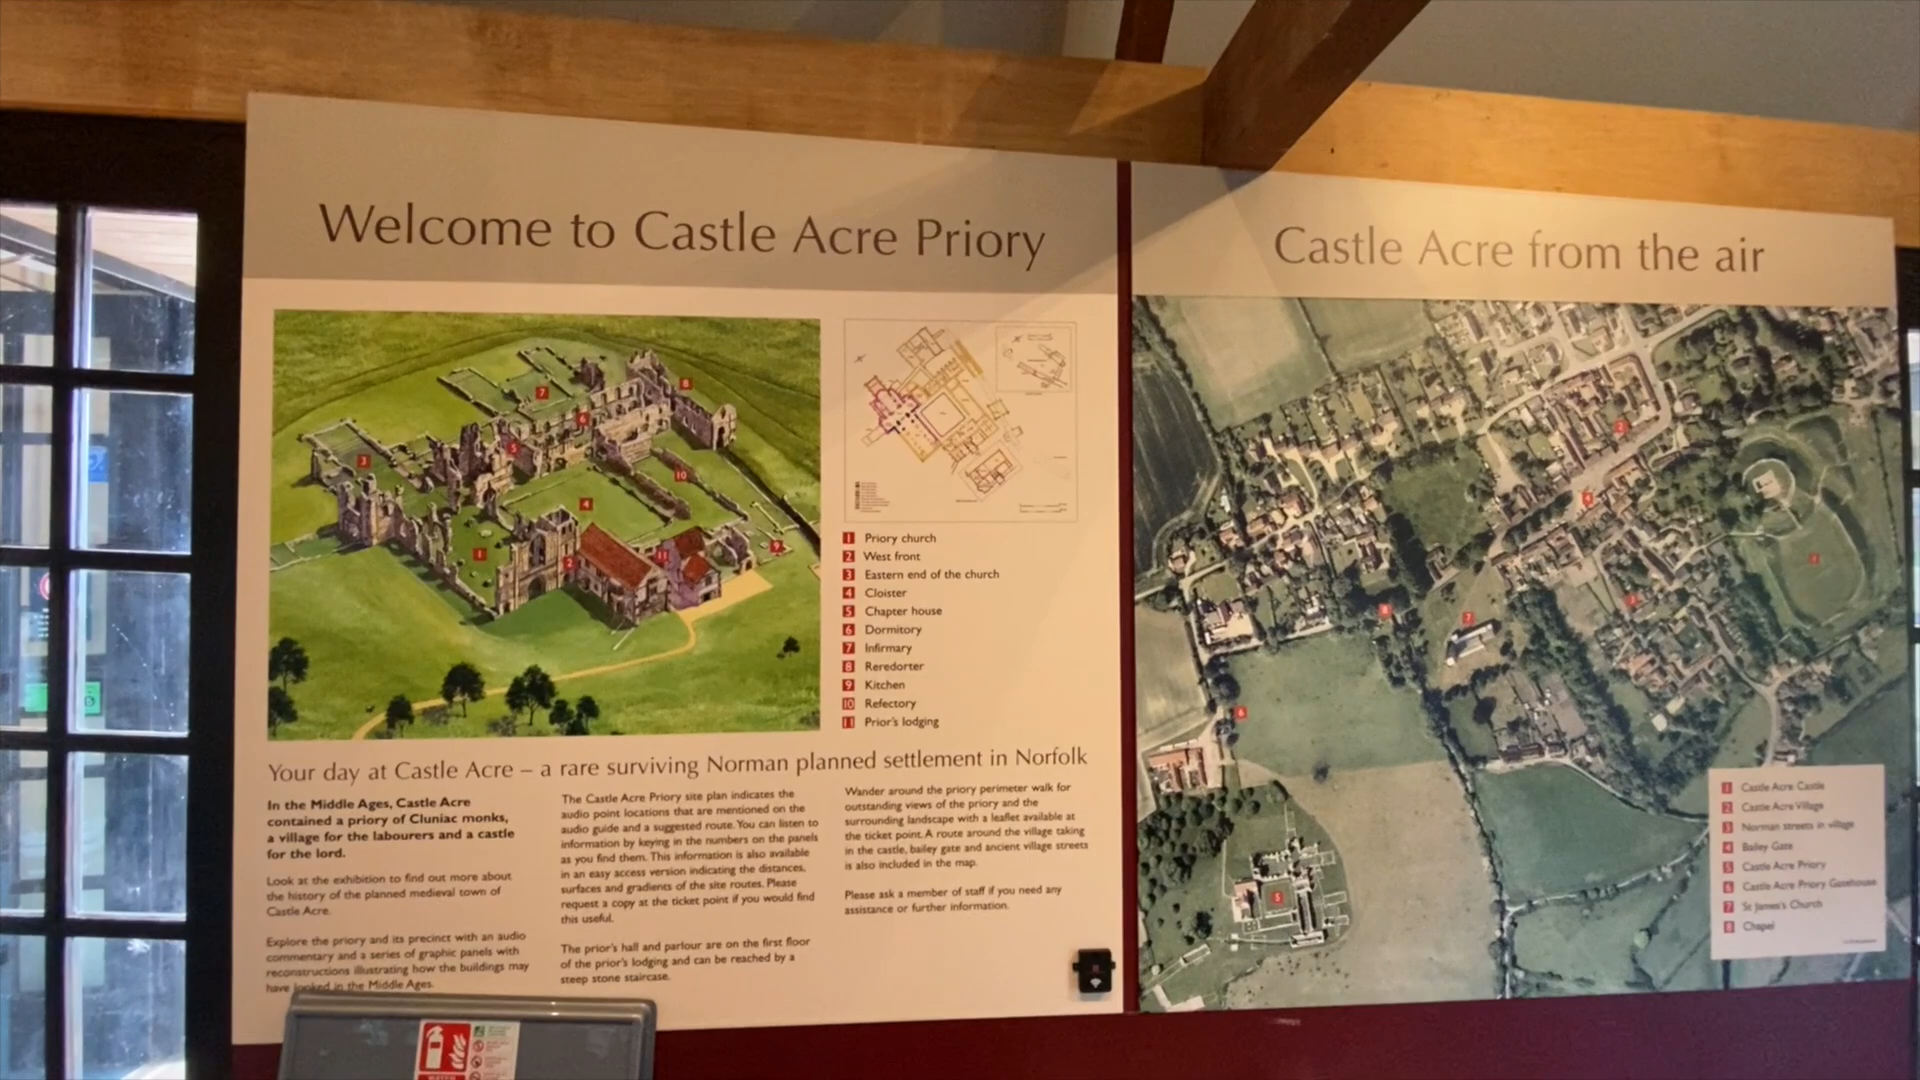 Welcome to Castle Acre Priory
1 Priory church
2 West front
3 Eastern end of the church
4 Cloister
5 Chapter house
6 Dormitory
7 Infirmary
8 Reredorter
9 Kitchen
10 Refectory
11 Prior's lodging
Your day at Castle Acre – a rare surviving Norman planned settlement in Norfolk
In the Middle Ages, Castle Acre
contained a priory of Cluniac monks,
a village for the labourers and a castle
for the lord.
Look at the exhibition to find out more about
the history of the planned medieval town of
Castle Acre.
Explore the priory and its precinct with an audio
commentary and a series of graphic panels with
reconstructions illustrating how the buildings may
have looked in the Middle Ages.
The Castle Acre Priory site plan indicates the
audio point locations that are mentioned on the
audio guide and a suggested route. You can listen to
information by keying in the numbers on the panels
as you find them. This information is also available
in an easy access version indicating the distances,
surfaces and gradients of the site routes. Please
request a copy at the ticket point if you would find
this useful.
The prior's hall and parlour are on the first floor
of the prior's lodging and can be reached by a
steep stone staircase.
Wander around the priory perimeter walk for
outstanding views of the priory and the
surrounding landscape with a leaflet available at
the ticket point. A route around the village taking
in the castle, bailey gate and ancient village streets
is also included in the map.
Please ask a member of staff if you need any
assistance or further information.
Castle Acre from the air
1 Castle Acre Castle
2 Castle Acre Village
3 Norman streets in village
4 Bailey Gate
5 Castle Acre Priory
6 Castle Acre Priory Gatehouse
7 St James's Church
8 Chapel